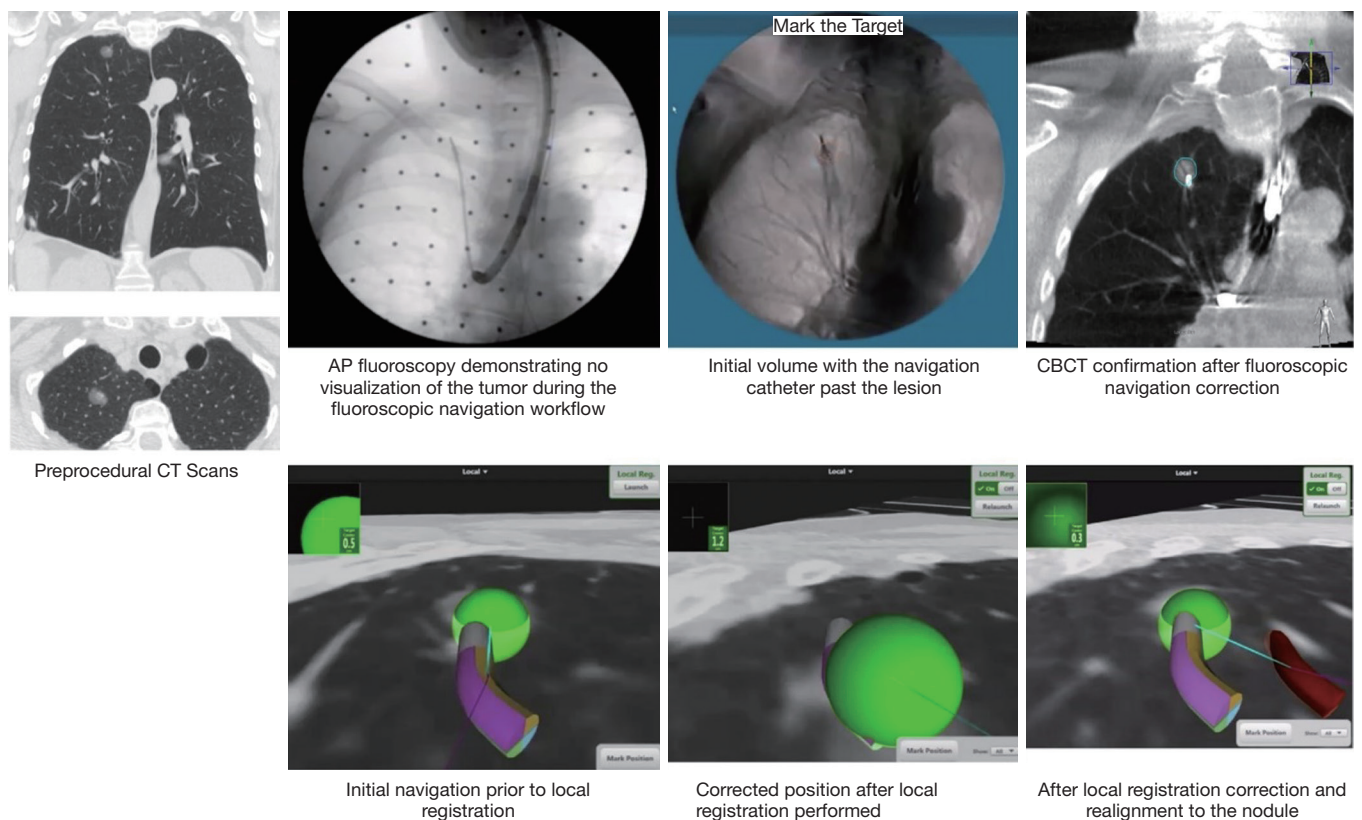 Mark the Target
AP fluoroscopy demonstrating no
visualization of the tumor during the
fluoroscopic navigation workflow
Initial volume with the navigation
catheter past the lesion
CBCT confirmation after fluoroscopic
navigation correction
Preprocedural CT Scans
Local
Local Reg.
Launch
Target
0.5
Mark Position
Local
Local Reg.
On Off
Relaunch
Target
1.2
Mark Position
Show All
Local
Local Reg.
On Off
Relaunch
Target
0.3
Mark Position
Show All
Initial navigation prior to local
registration
Corrected position after local
registration performed
After local registration correction and
realignment to the nodule